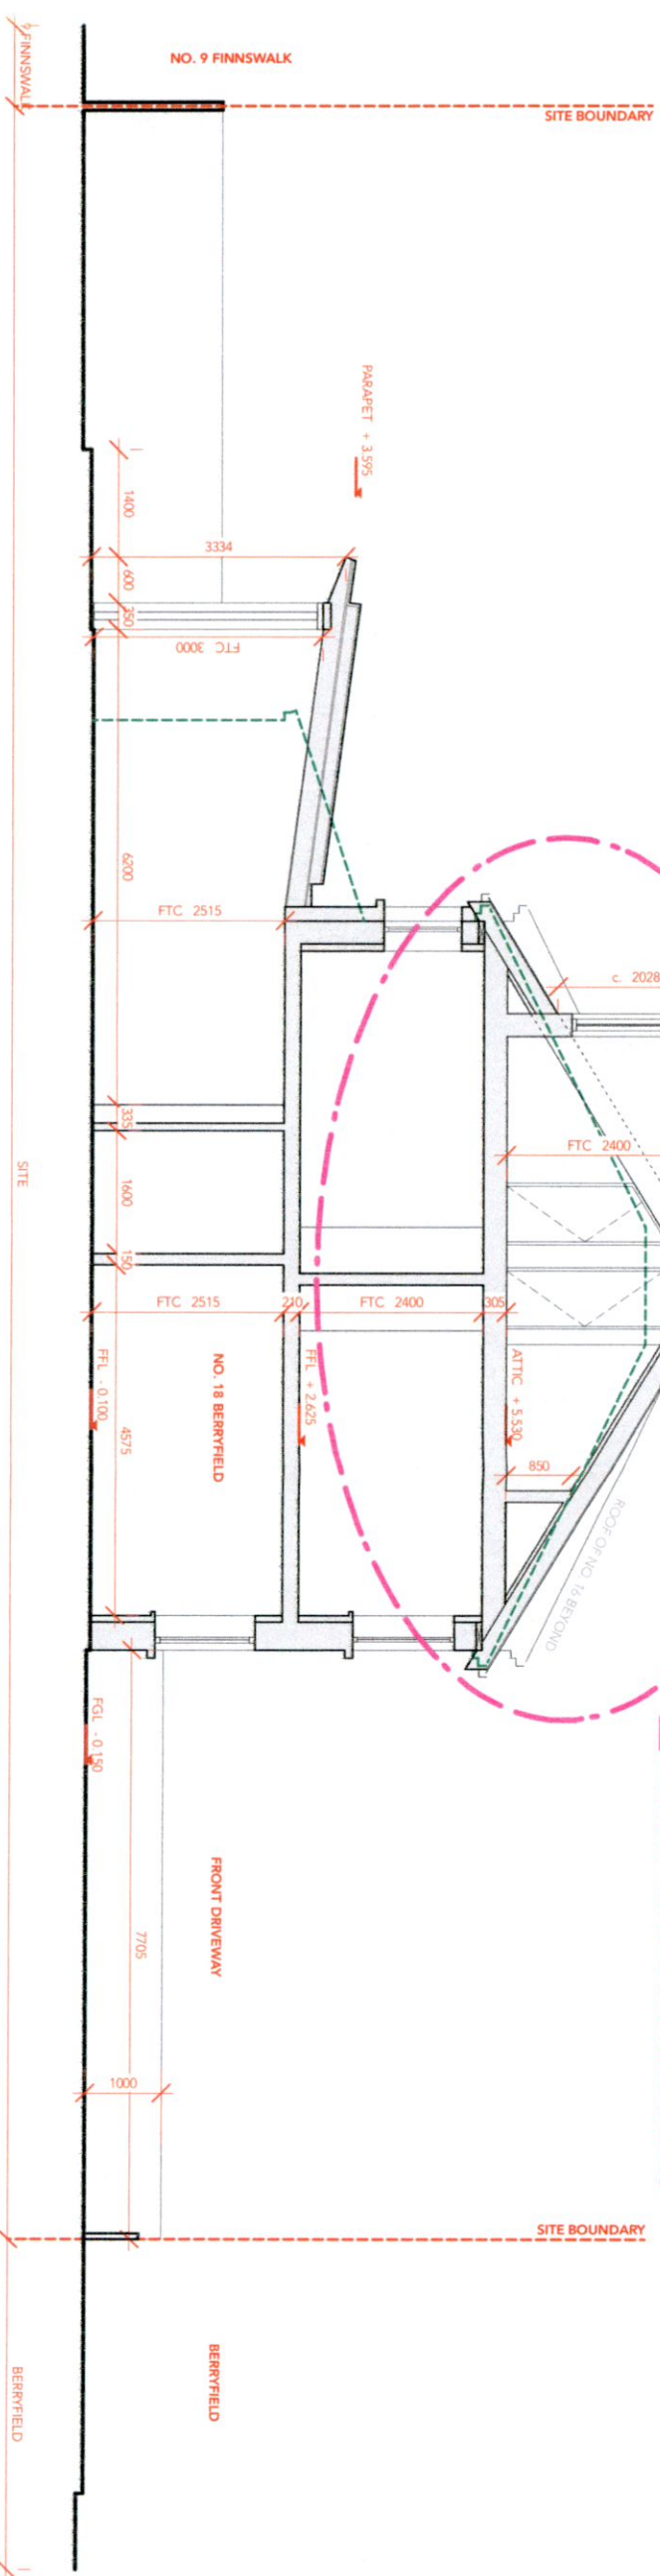 NO. 9 FINNSWALK
9 FINNSWALK
SITE BOUNDARY
PARAPET + 3.595
1400
3334
600
350
FTC 3000
6200
FTC 2515
c. 2028
335
FTC 2400
SITE
1600
150
FTC 2515
210
FTC 2400
305
FFL - 0.100
NO. 18 BERRYFIELD
FFL + 2.625
ATTIC + 5.530
4575
850
ROOF OF NO. 16 BEYOND
FGL - 0.150
FRONT DRIVEWAY
7705
1000
SITE BOUNDARY
BERRYFIELD
BERRYFIELD